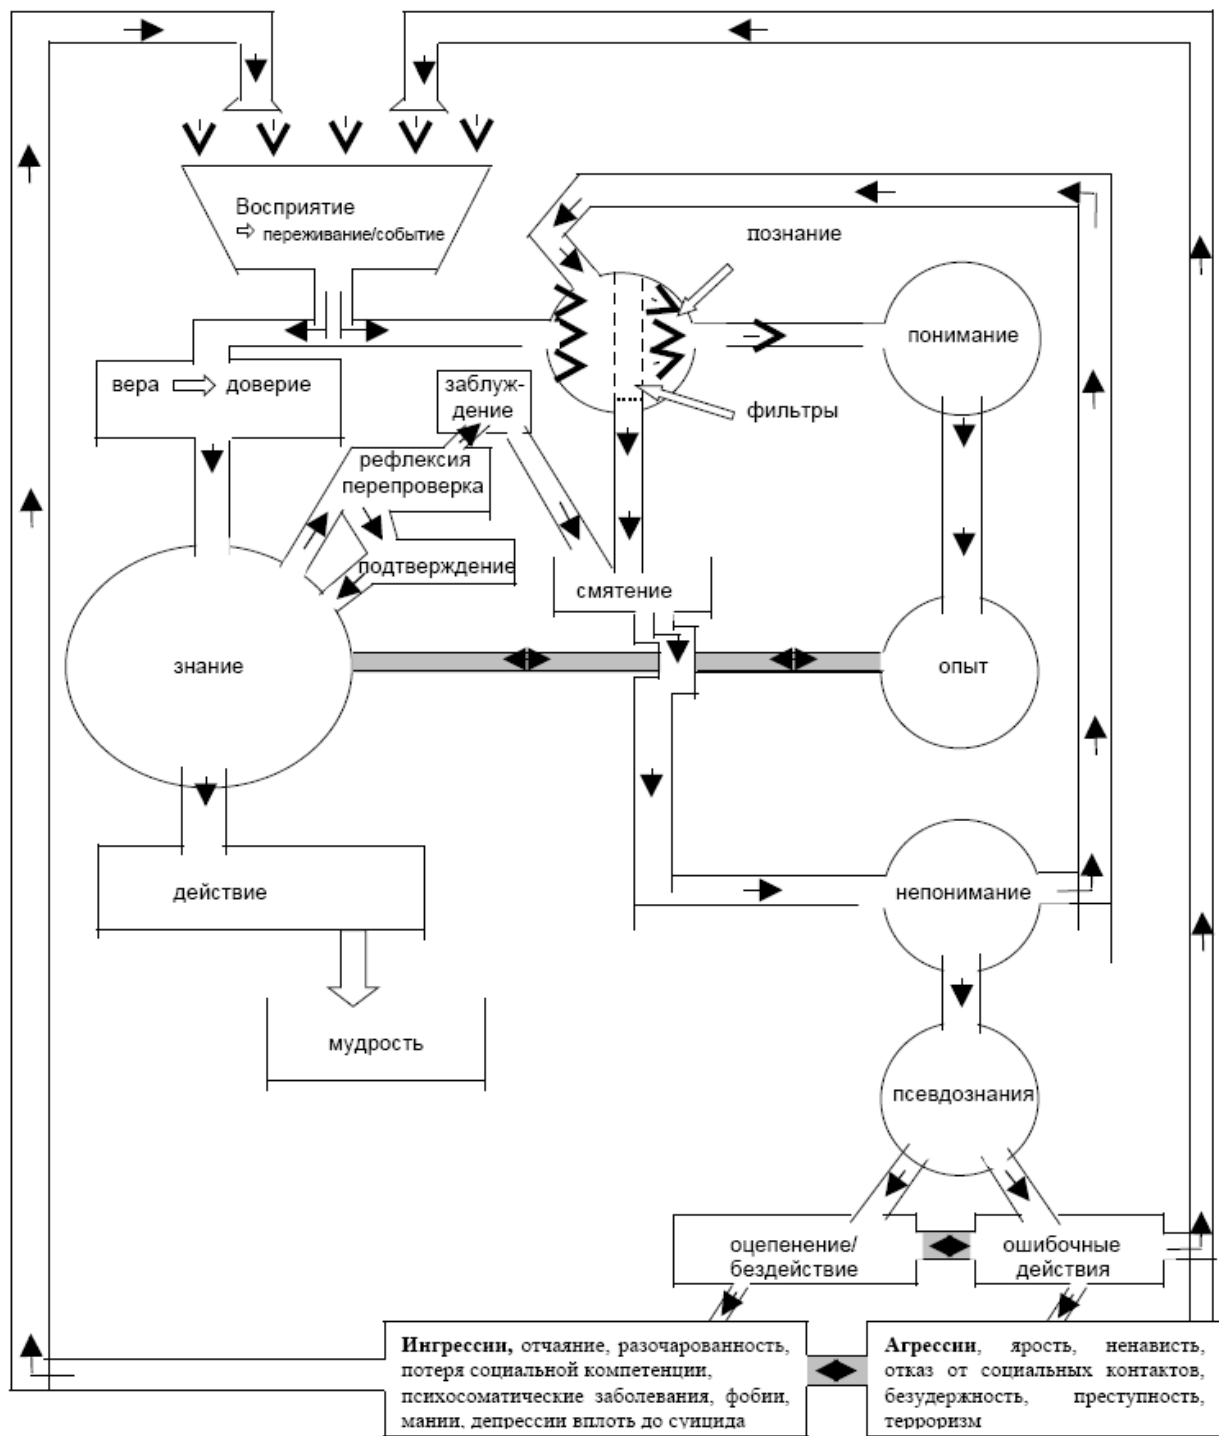 Восприятие
переживание/событие
познание
понимание
вера
доверие
заблуж-
дение
фильтры
рефлексия
перепроверка
подтверждение
смятение
знание
опыт
действие
непонимание
мудрость
псевдознания
оцепенение/
бездействие
ошибочные
действия
Ингрессии, отчаяние, разочарованность,
потеря социальной компетенции,
психосоматические заболевания, фобии,
мании, депрессии вплоть до суицида
Агрессии, ярость, ненависть,
отказ от социальных контактов,
безудержность, преступность,
терроризм